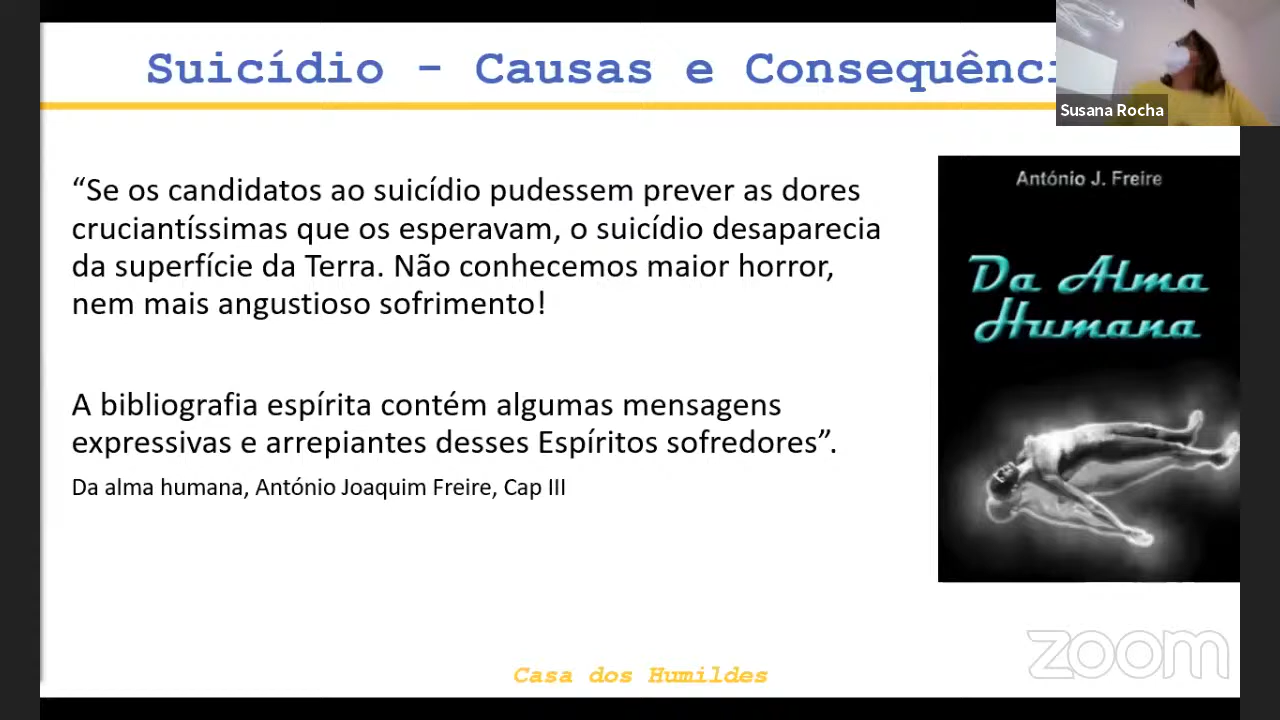 Suicídio - Causas e Consequênci
Susana Rocha
“Se os candidatos ao suicídio pudessem prever as dores
cruciantíssimas que os esperavam, o suicídio desaparecia
da superfície da Terra. Não conhecemos maior horror,
nem mais angustioso sofrimento!
A bibliografia espírita contém algumas mensagens
expressivas e arrepiantes desses Espíritos sofredores”.
Da alma humana, António Joaquim Freire, Cap III
António J. Freire
Da Alma
Humana
Casa dos Humildes
zoom